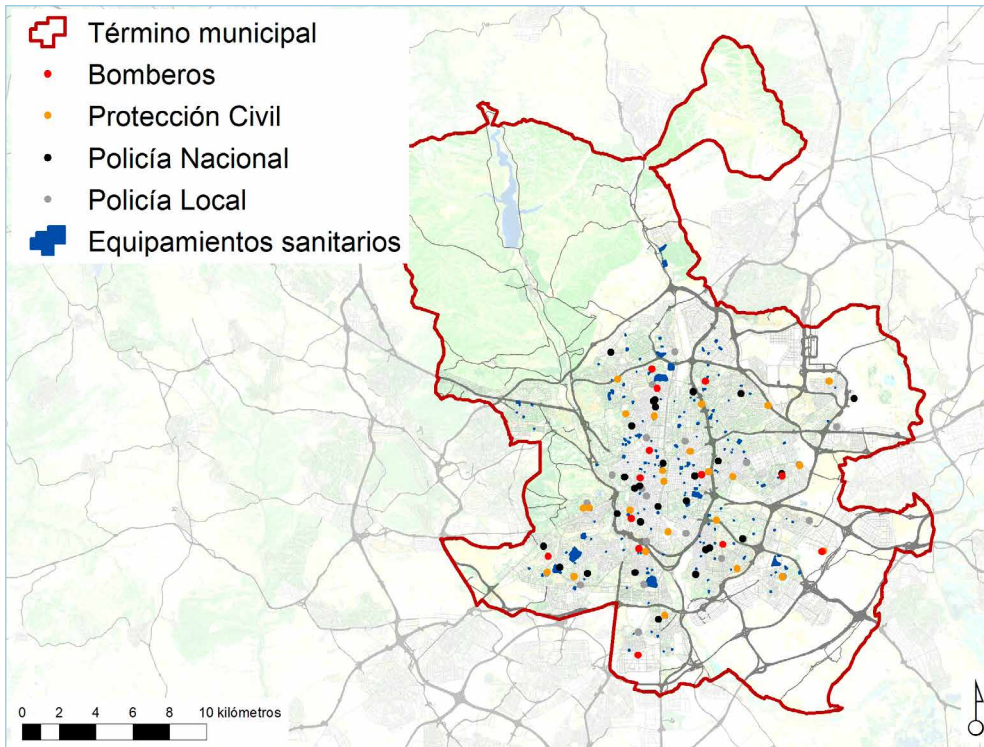 Término municipal
Bomberos
Protección Civil
Policía Nacional
Policía Local
Equipamientos sanitarios
0 2 4 6 8 10 kilómetros